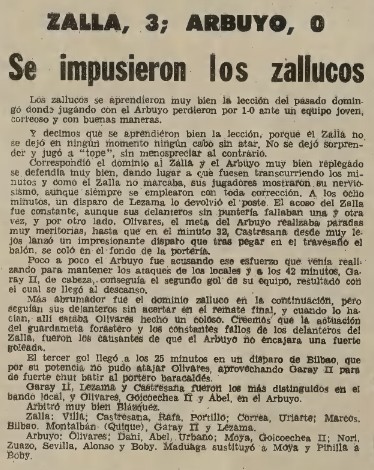 ZALLA, 3; ARBUYO, 0
Se impusieron los zallucos
Los zallucos se aprendieron muy bien la lección del pasado domin-
go donde jugando con el Arbuyo perdieron por 1-0 ante un equipo joven,
correoso y con buenas maneras.
Y decimos que se aprendieron bien la lección, porque el Zalla no
se dejó en ningún momento ningún cabo sin atar, No se dejó sorpren-
der y jugó a "tope", sin menospreciar al contrario.
Correspondió el dominio al Zalla y el Arbuyo muy bien replegado
se defendía muy bien, dando lugar a que fuesen transcurriendo los mi-
nutos y como el Zalla no marcaba, sus jugadores mostraron su nervio-
sismo, aunque siempre se emplearon con toda corrección. A los ocho
minutos, un disparo de Lezama lo devolvió el poste. El acoso del Zalla
fue constante, aunque sus delanteros sin puntería fallaban una y otra
vez, y por otro lado, Olivares, el meta del Arbuyo realizaba paradas
muy meritorias, hasta que en el minuto 32, Castresana desde muy le-
jos lanzó un impresionante disparo que tras pegar en el travesaño el
balón, se coló en el fondo de la portería.
Poco a poco el Arbuyo fue acusando ese esfuerzo que venía reali-
zando para mantener los ataques de los locales y a los 42 minutos, Ga-
ray II, de cabeza, conseguía el segundo gol de su equipo, resultado con
el cual se llegó al descanso.
Más abrumador fue el dominio zalluco en la continuación, pero
seguían sus delanteros sin acertar en el remate final, y cuando lo ha-
cían, allí estaba Olivares hecho un coloso. Creemos que la actuación
del guardameta forastero y los constantes fallos de los delanteros del
Zalla, fueron los causantes de que el Arbuyo no encajara una fuerte
goleada.
El tercer gol llegó a los 25 minutos en un disparo de Bilbao, que
por su potencia no pudo atajar Olivares, aprovechando Garay II para
de fuerte chut batir al portero baracaldés.
Garay II, Lezama y Castresana fueron los más distinguidos en el
bando local, y Olivares, Goicoechea II y Abel, en el Arbuyo.
Arbitró muy bien Blázquez.
Zalla: Villa; Castresana, Rafa, Portillo; Correa, Uriarte; Marcos,
Bilbao, Montalbán (Quique), Garay II y Lezama.
Arbuyo: Olivares; Dani, Abel, Urbano; Moya, Goicoechea II; Nori,
Zuazo, Sevilla, Alonso y Boby. Maduaga sustituyó a Moya y Pinilla a
Boby.